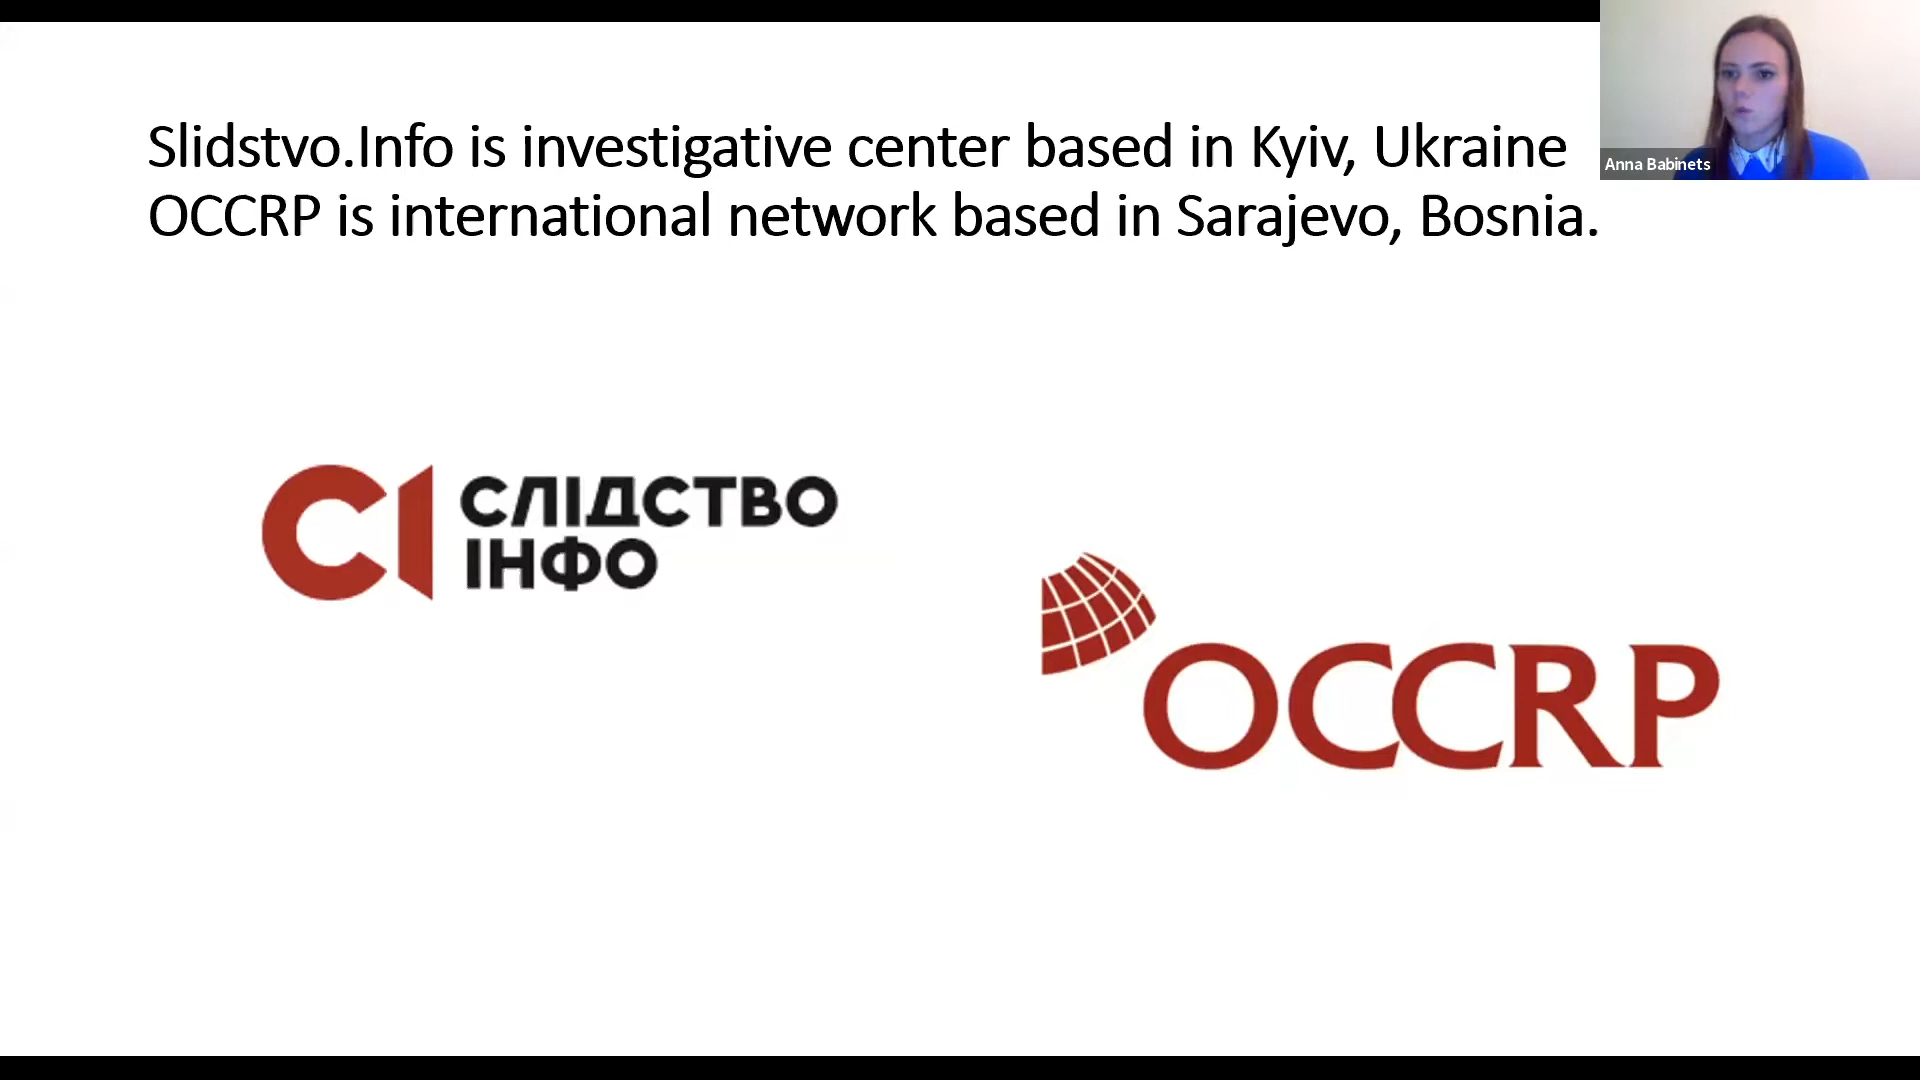 Slidstvo.Info is investigative center based in Kyiv, Ukraine
OCCRP is international network based in Sarajevo, Bosnia.
Anna Babinets
СІ СЛІДСТВО
ІНФО
OCCRP